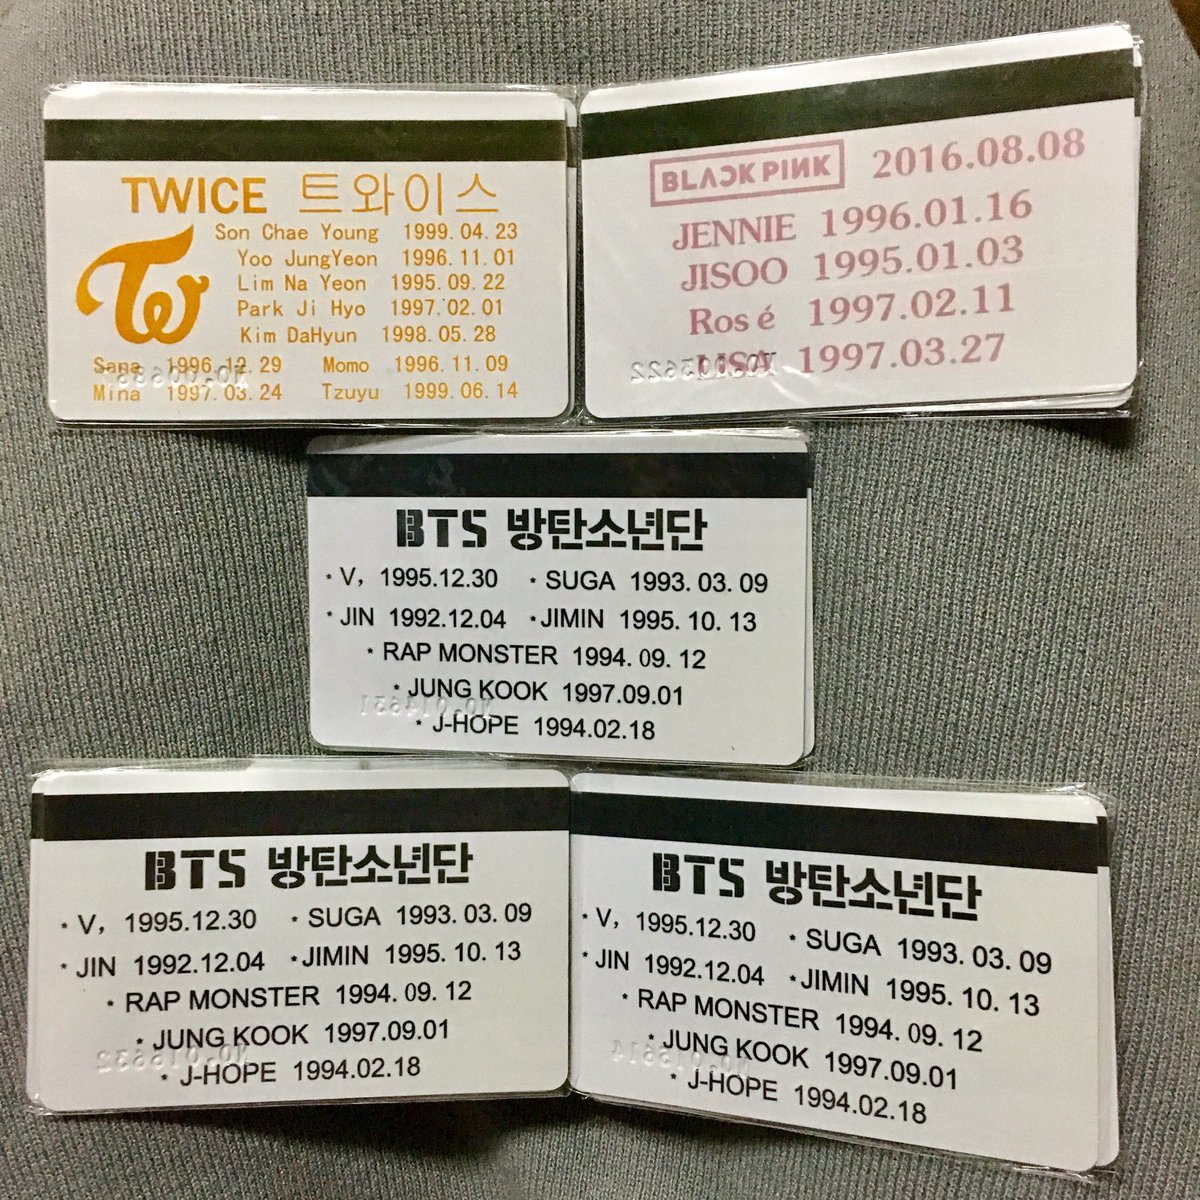 TWICE 트와이스
Son Chae Young 1999.04.23
Yoo JungYeon 1996.11.01
Lim Na Yeon 1995.09.22
Park Ji Hyo 1997.02.01
Kim DaHyun 1998.05.28
Sana 1996.12.29 Momo 1996.11.09
Mina 1997.03.24 Tzuyu 1999.06.14
BLACKPINK 2016.08.08
JENNIE 1996.01.16
JISOO 1995.01.03
Rosé 1997.02.11
LISA 1997.03.27
BTS 방탄소년단
* V, 1995.12.30 * SUGA 1993.03.09
* JIN 1992.12.04 * JIMIN 1995.10.13
* RAP MONSTER 1994.09.12
* JUNG KOOK 1997.09.01
* J-HOPE 1994.02.18
BTS 방탄소년단
* V, 1995.12.30 * SUGA 1993.03.09
* JIN 1992.12.04 * JIMIN 1995.10.13
* RAP MONSTER 1994.09.12
* JUNG KOOK 1997.09.01
* J-HOPE 1994.02.18
BTS 방탄소년단
* V, 1995.12.30 * SUGA 1993.03.09
* JIN 1992.12.04 * JIMIN 1995.10.13
* RAP MONSTER 1994.09.12
* JUNG KOOK 1997.09.01
* J-HOPE 1994.02.18